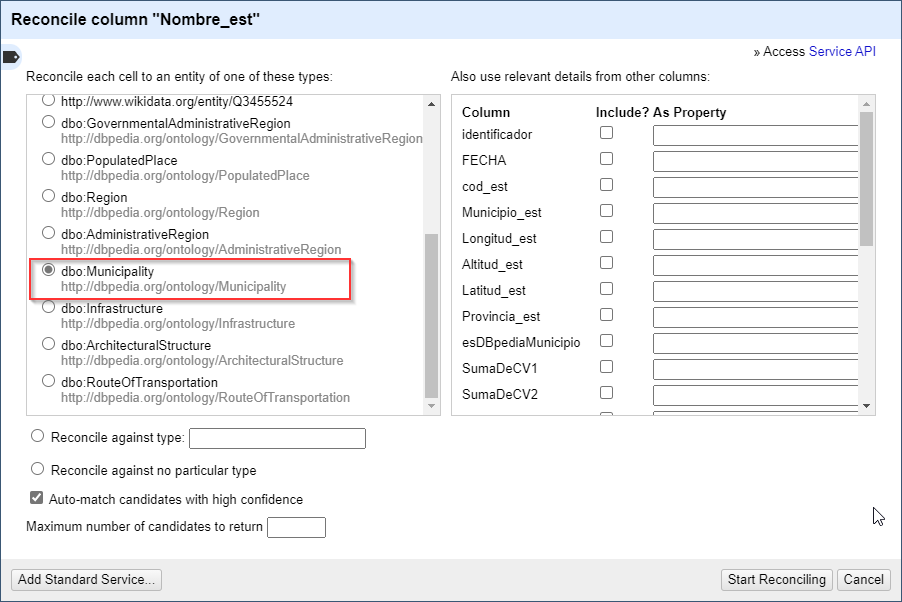 Reconcile column "Nombre_est"
» Access Service API
Reconcile each cell to an entity of one of these types:
http://www.wikidata.org/entity/Q3455524
dbo:GovernmentalAdministrativeRegion
http://dbpedia.org/ontology/GovernmentalAdministrativeRegion
dbo:PopulatedPlace
http://dbpedia.org/ontology/PopulatedPlace
dbo:Region
http://dbpedia.org/ontology/Region
dbo:AdministrativeRegion
http://dbpedia.org/ontology/AdministrativeRegion
dbo:Municipality
http://dbpedia.org/ontology/Municipality
dbo:Infrastructure
http://dbpedia.org/ontology/Infrastructure
dbo:ArchitecturalStructure
http://dbpedia.org/ontology/ArchitecturalStructure
dbo:RouteOfTransportation
http://dbpedia.org/ontology/RouteOfTransportation
Also use relevant details from other columns:
Column Include? As Property
identificador
FECHA
cod_est
Municipio_est
Longitud_est
Altitud_est
Latitud_est
Provincia_est
esDBpediaMunicipio
SumaDeCV1
SumaDeCV2
Reconcile against type:
Reconcile against no particular type
Auto-match candidates with high confidence
Maximum number of candidates to return
Add Standard Service...
Start Reconciling
Cancel